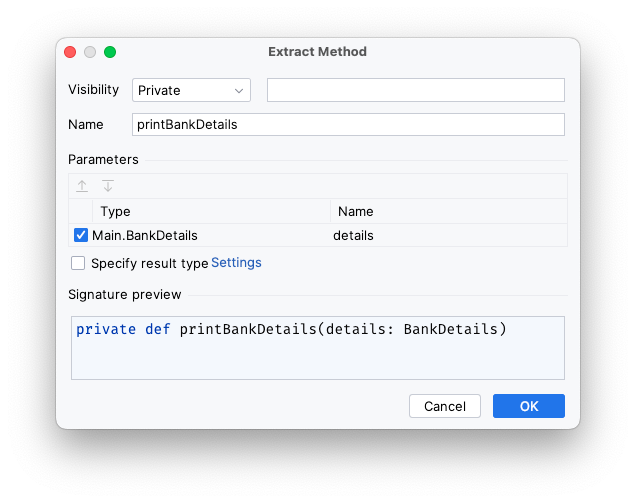 Extract Method
Visibility Private
Name printBankDetails
Parameters
Type Name
Main.BankDetails details
Specify result type Settings
Signature preview
private def printBankDetails(details: BankDetails)
Cancel OK